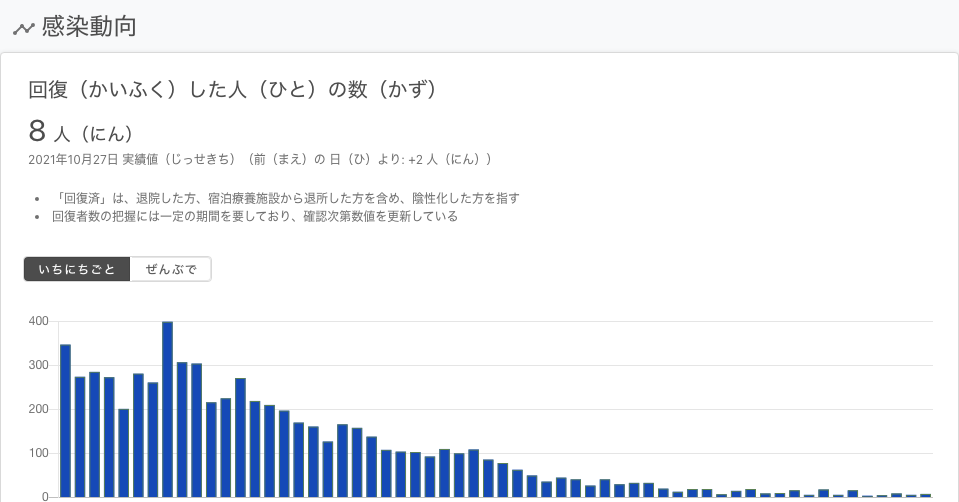 感染動向
回復（かいふく）した人（ひと）の数（かず）
8 人（にん）
2021年10月27日 実績値（じっせきち）（前（まえ）の 日（ひ）より: +2 人（にん））
• 「回復済」は、退院した方、宿泊療養施設から退所した方を含め、陰性化した方を指す
• 回復者数の把握には一定の期間を要しており、確認次第数値を更新している
いちにちごと ぜんぶで
400
300
200
100
0